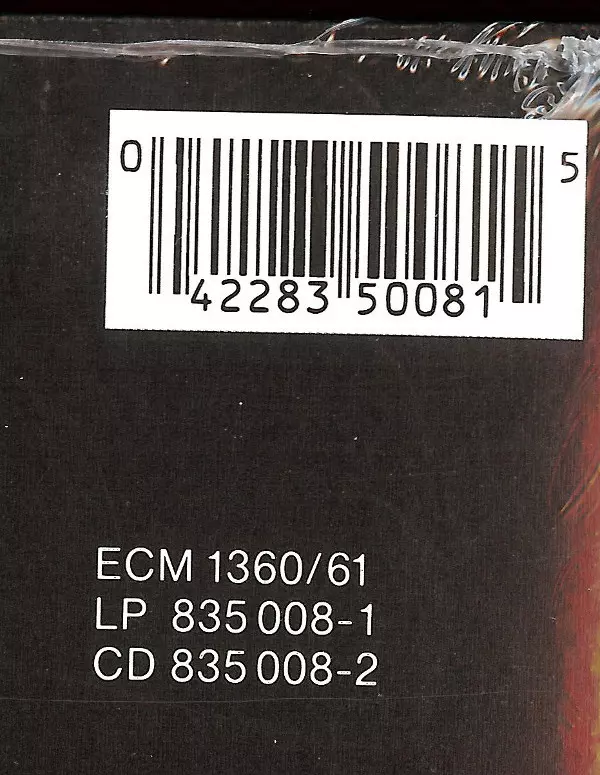 0 5
42283 50081
ECM 1360/61
LP 835 008-1
CD 835 008-2